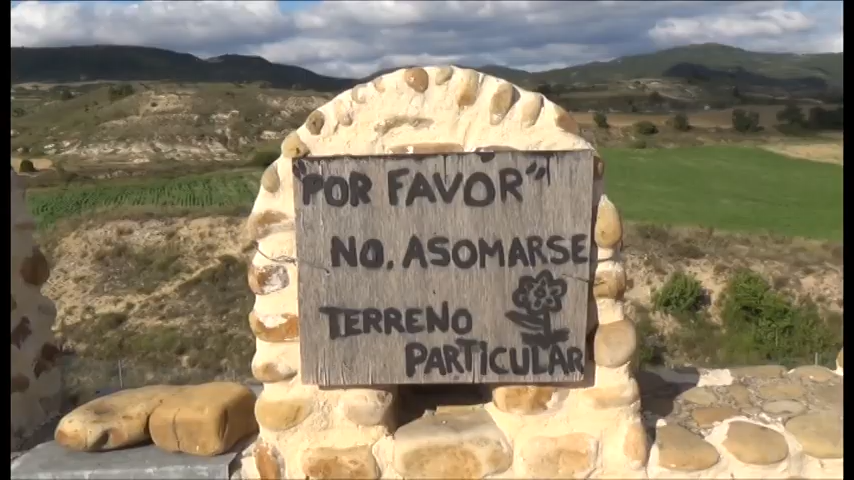 POR FAVOR"
NO. ASOMARSE
TERRENO
PARTICULAR